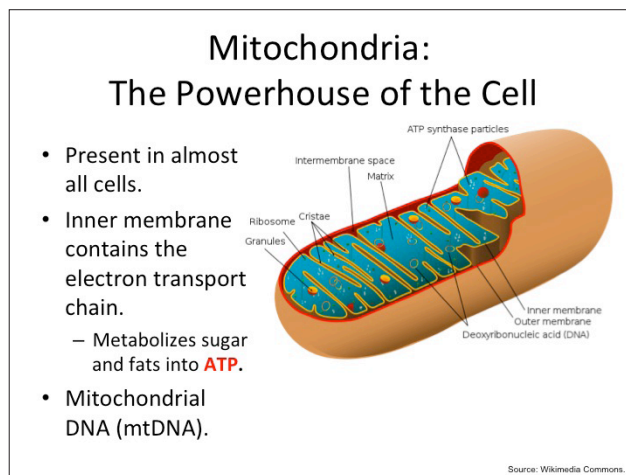 Mitochondria:
The Powerhouse of the Cell
• Present in almost
all cells.
• Inner membrane
contains the
electron transport
chain.
– Metabolizes sugar
and fats into ATP.
• Mitochondrial
DNA (mtDNA).
ATP synthase particles
Intermembrane space
Matrix
Cristae
Ribosome
Granules
Inner membrane
Outer membrane
Deoxyribonucleic acid (DNA)
Source: Wikimedia Commons.